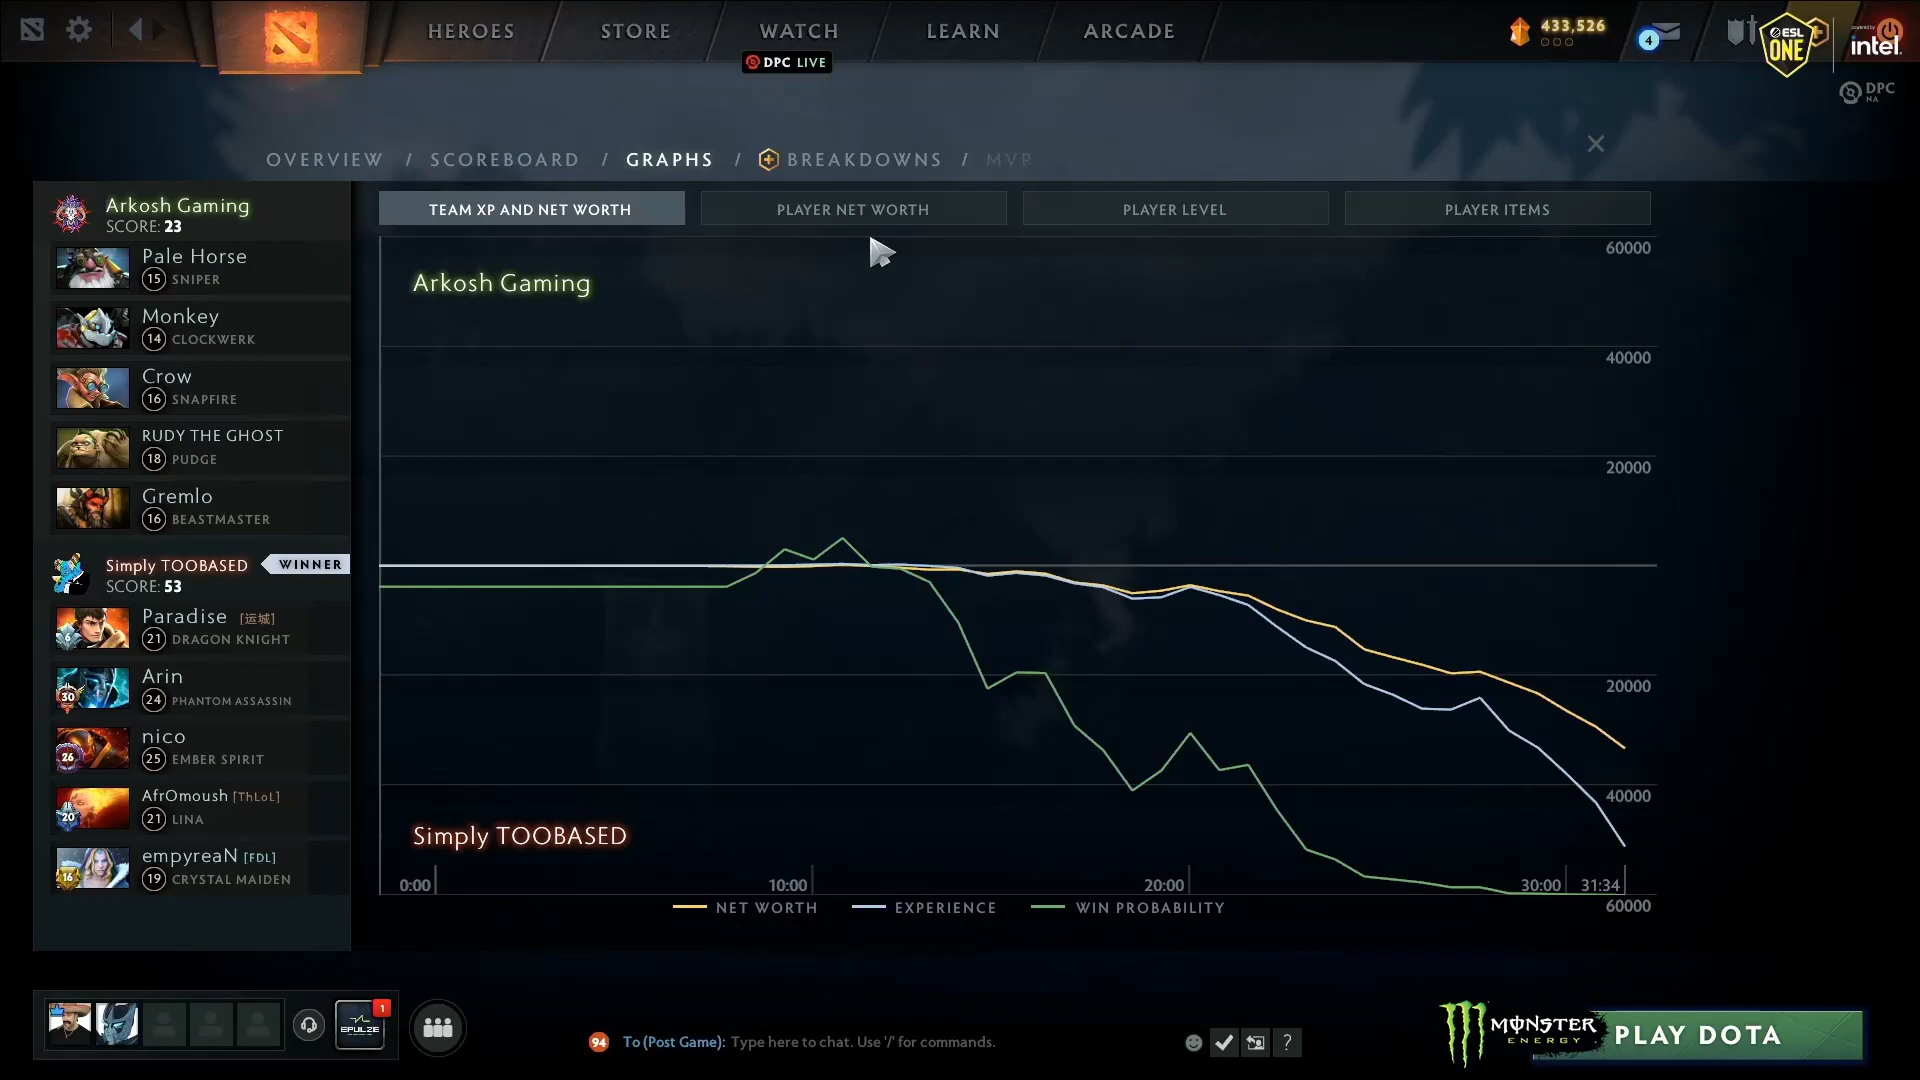 HEROES
STORE
WATCH
LEARN
ARCADE
433,526
4
ESL
ONE
intel.
DPC LIVE
DPC
NA
OVERVIEW / SCOREBOARD / GRAPHS / BREAKDOWNS / MVP
Arkosh Gaming
SCORE: 23
Pale Horse
15 SNIPER
Monkey
14 CLOCKWERK
Crow
16 SNAPFIRE
RUDY THE GHOST
18 PUDGE
Gremlo
16 BEASTMASTER
Simply TOOBASED
WINNER
SCORE: 53
Paradise [运城]
6
21 DRAGON KNIGHT
Arin
30
24 PHANTOM ASSASSIN
nico
26
25 EMBER SPIRIT
AfrOmoush [ThLoL]
20
21 LINA
empyreaN [FDL]
16
19 CRYSTAL MAIDEN
TEAM XP AND NET WORTH
PLAYER NET WORTH
PLAYER LEVEL
PLAYER ITEMS
60000
Arkosh Gaming
40000
20000
20000
40000
Simply TOOBASED
0:00
10:00
20:00
30:00
31:34
60000
NET WORTH
EXPERIENCE
WIN PROBABILITY
EPULZE
1
94
To (Post Game): Type here to chat. Use '/' for commands.
?
MONSTER
ENERGY
PLAY DOTA